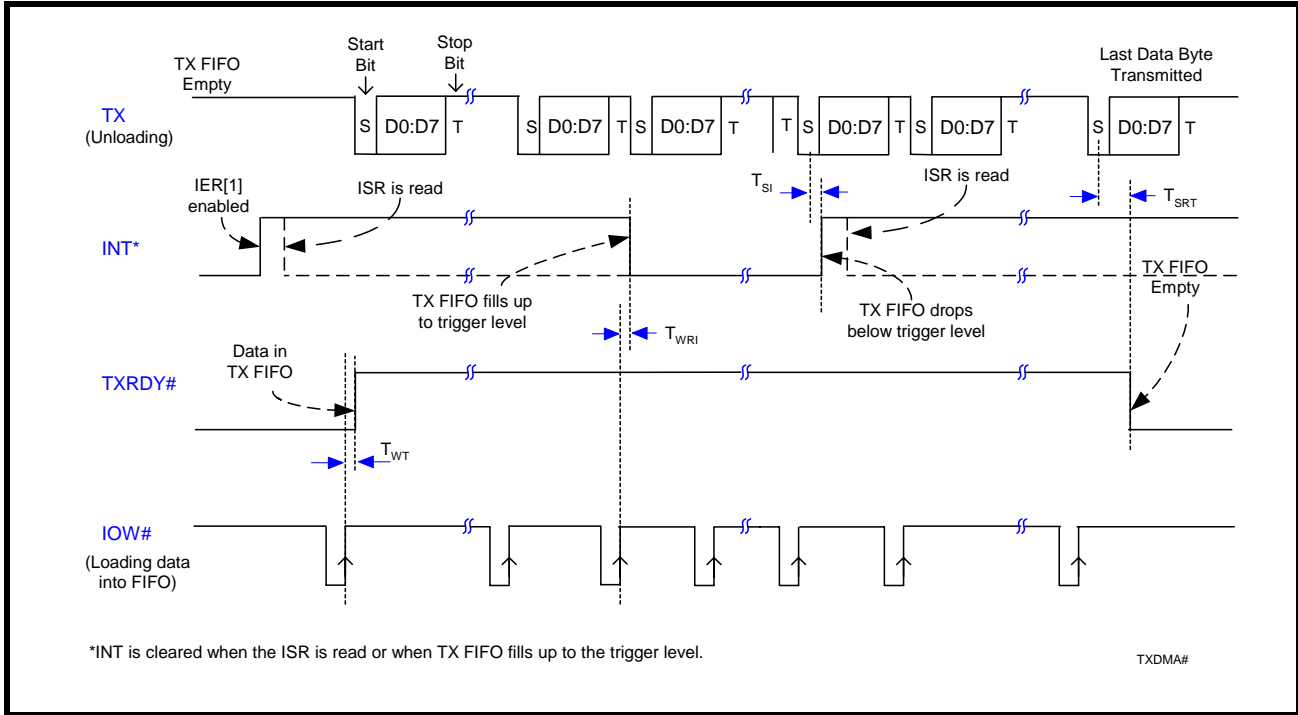 Start
Bit
Stop
Bit
TX FIFO
Empty
Last Data Byte
Transmitted
TX
(Unloading)
S D0:D7 T S D0:D7 T S D0:D7 T T S D0:D7 T S D0:D7 T S D0:D7 T
IER[1]
enabled
ISR is read
TSI
ISR is read
TSRT
INT*
TX FIFO fills up
to trigger level
TX FIFO drops
below trigger level
TX FIFO
Empty
TWRI
Data in
TX FIFO
TXRDY#
TWT
IOW#
(Loading data
into FIFO)
*INT is cleared when the ISR is read or when TX FIFO fills up to the trigger level.
TXDMA#